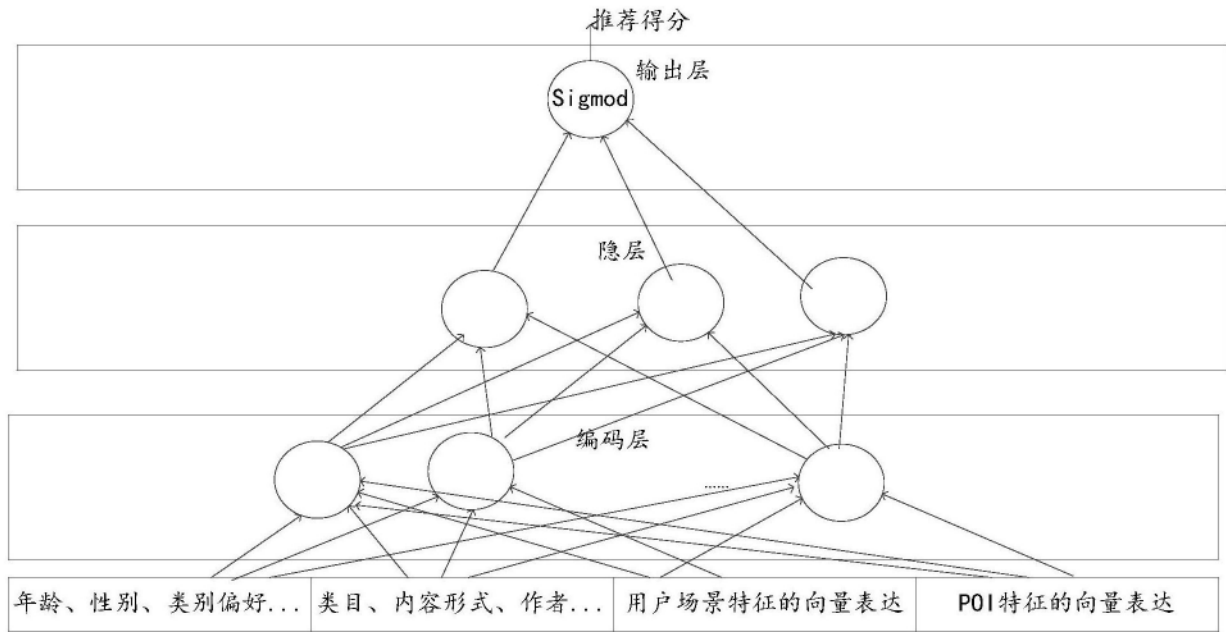 推荐得分
输出层
Sigmod
隐层
编码层
......
年龄、性别、类别偏好...
类目、内容形式、作者...
用户场景特征的向量表达
POI特征的向量表达